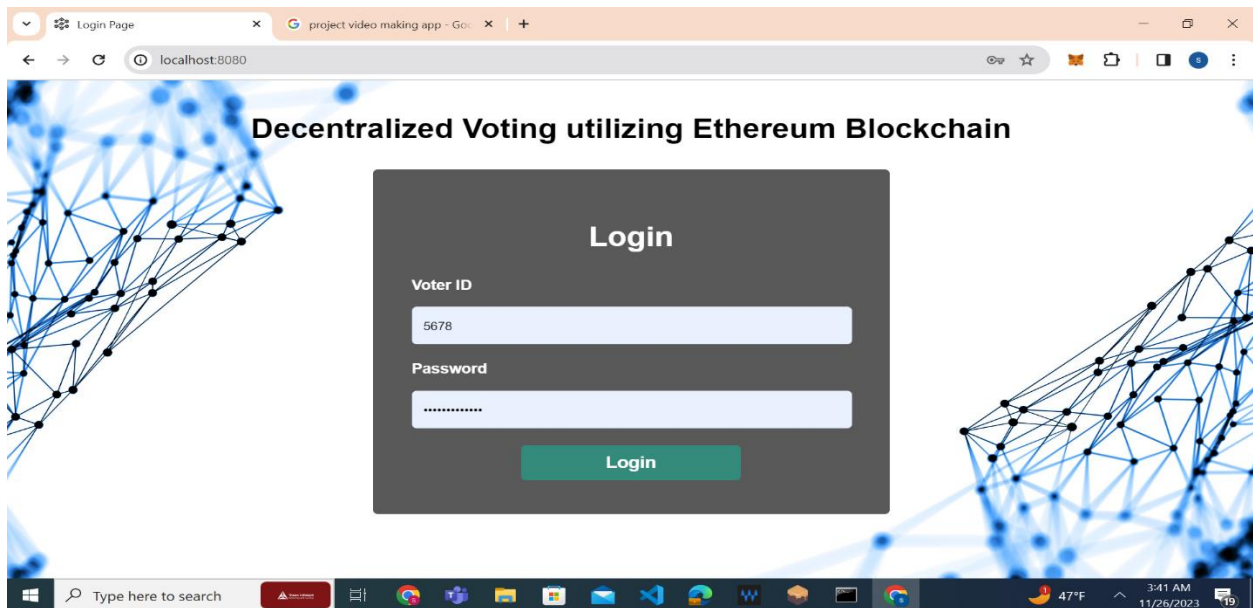 Login Page
project video making app - Goo
localhost:8080
S
Decentralized Voting utilizing Ethereum Blockchain
Login
Voter ID
5678
Password
.............
Login
Type here to search
47°F
3:41 AM
11/26/2023
19